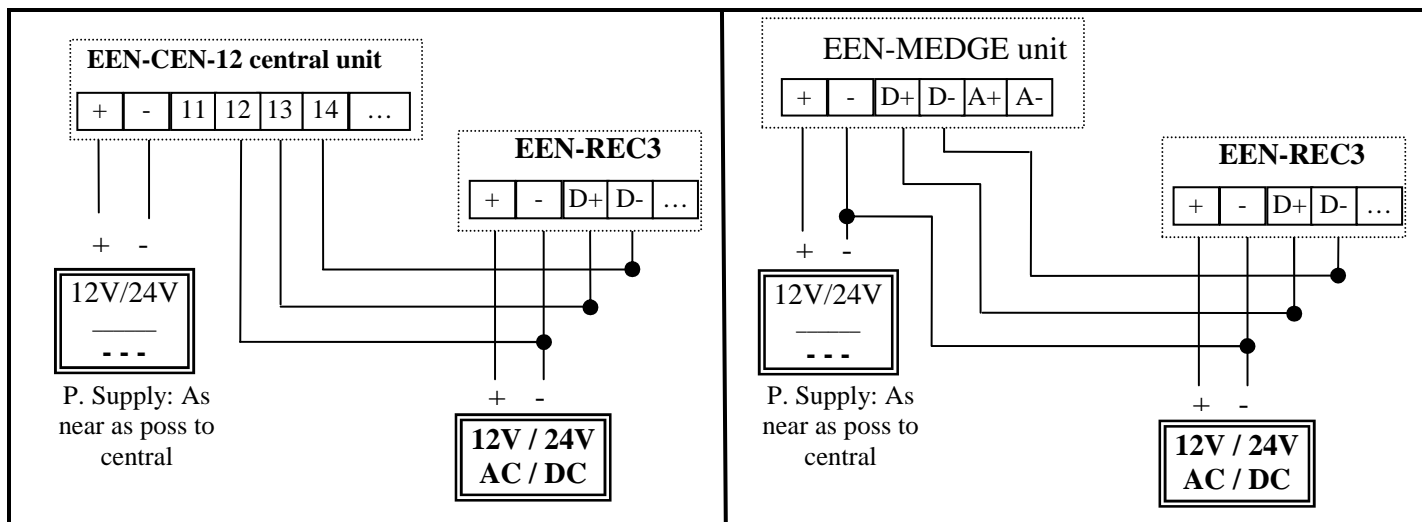 EEN-CEN-12 central unit
+ - 11 12 13 14 …
EEN-REC3
+ - D+ D- …
+ -
12V/24V
- - -
P. Supply: As
near as poss to
central
+ -
12V / 24V
AC / DC
EEN-MEDGE unit
+ - D+ D- A+ A-
EEN-REC3
+ - D+ D- …
+ -
12V/24V
- - -
P. Supply: As
near as poss to
central
+ -
12V / 24V
AC / DC